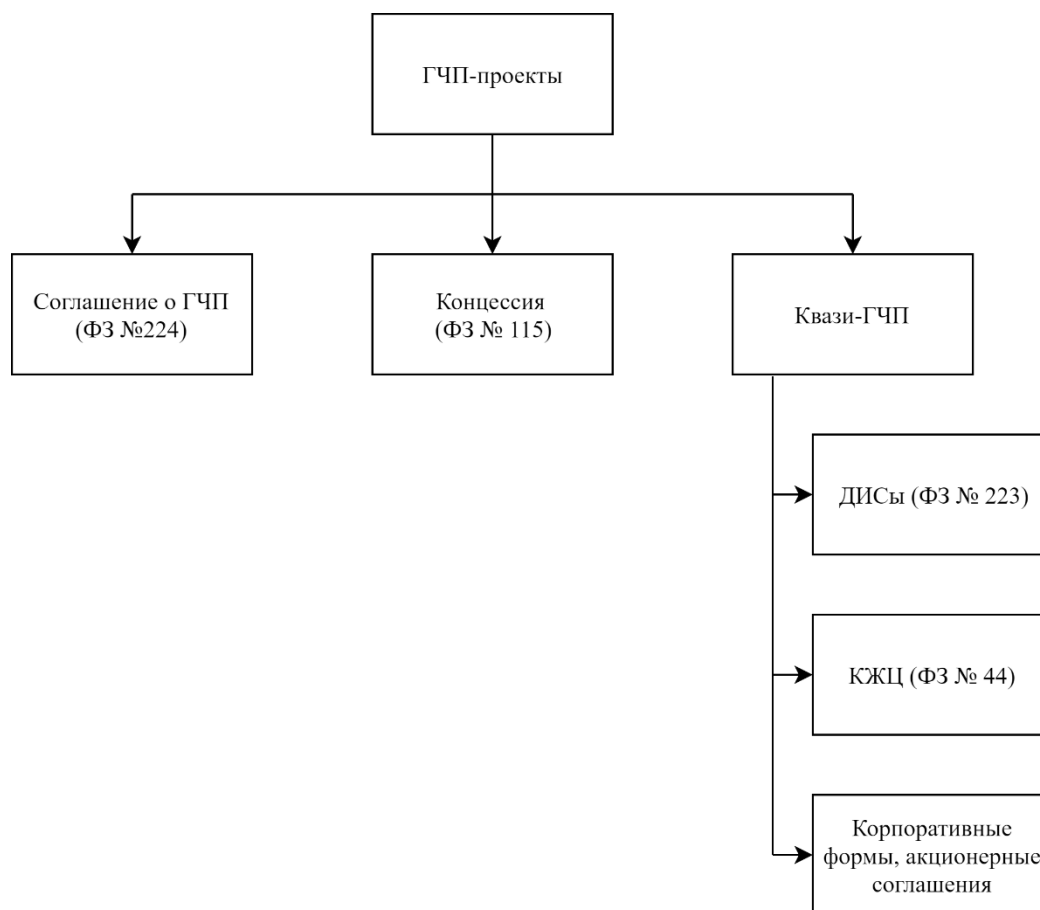 ГЧП-проекты
Соглашение о ГЧП
(ФЗ №224)
Концессия
(ФЗ № 115)
Квази-ГЧП
ДИСы (ФЗ № 223)
КЖЦ (ФЗ № 44)
Корпоративные
формы, акционерные
соглашения